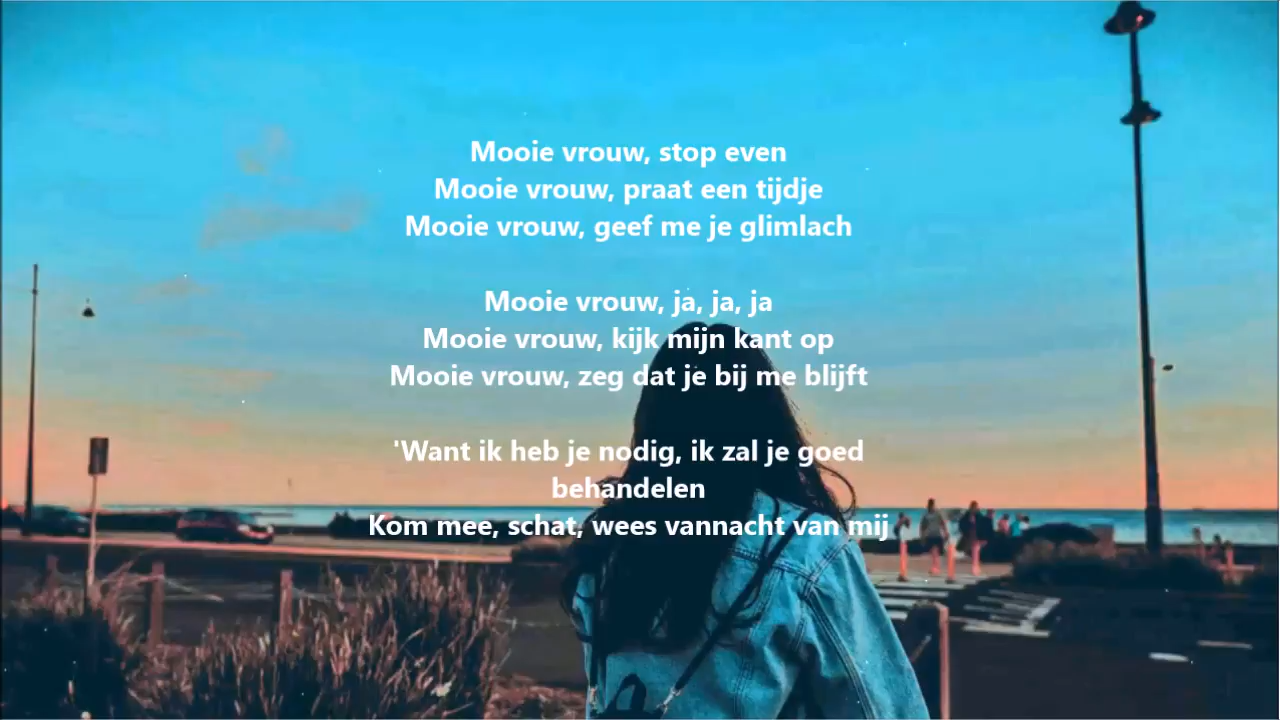 Mooie vrouw, stop even
Mooie vrouw, praat een tijdje
Mooie vrouw, geef me je glimlach
Mooie vrouw, ja, ja, ja
Mooie vrouw, kijk mijn kant op
Mooie vrouw, zeg dat je bij me blijft
'Want ik heb je nodig, ik zal je goed
behandelen
Kom mee, schat, wees vannacht van mij